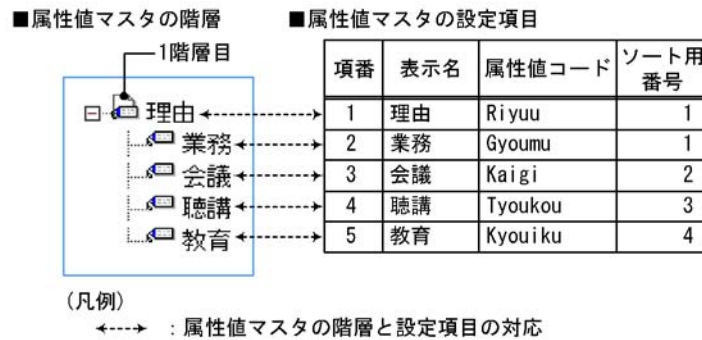 ■属性値マスタの階層
1階層目
理由
業務
会議
聴講
教育
■属性値マスタの設定項目
項番 表示名 属性値コード ソート用番号
1 理由 Riyuu 1
2 業務 Gyoumu 1
3 会議 Kaigi 2
4 聴講 Tyoukou 3
5 教育 Kyouiku 4
(凡例)
：属性値マスタの階層と設定項目の対応